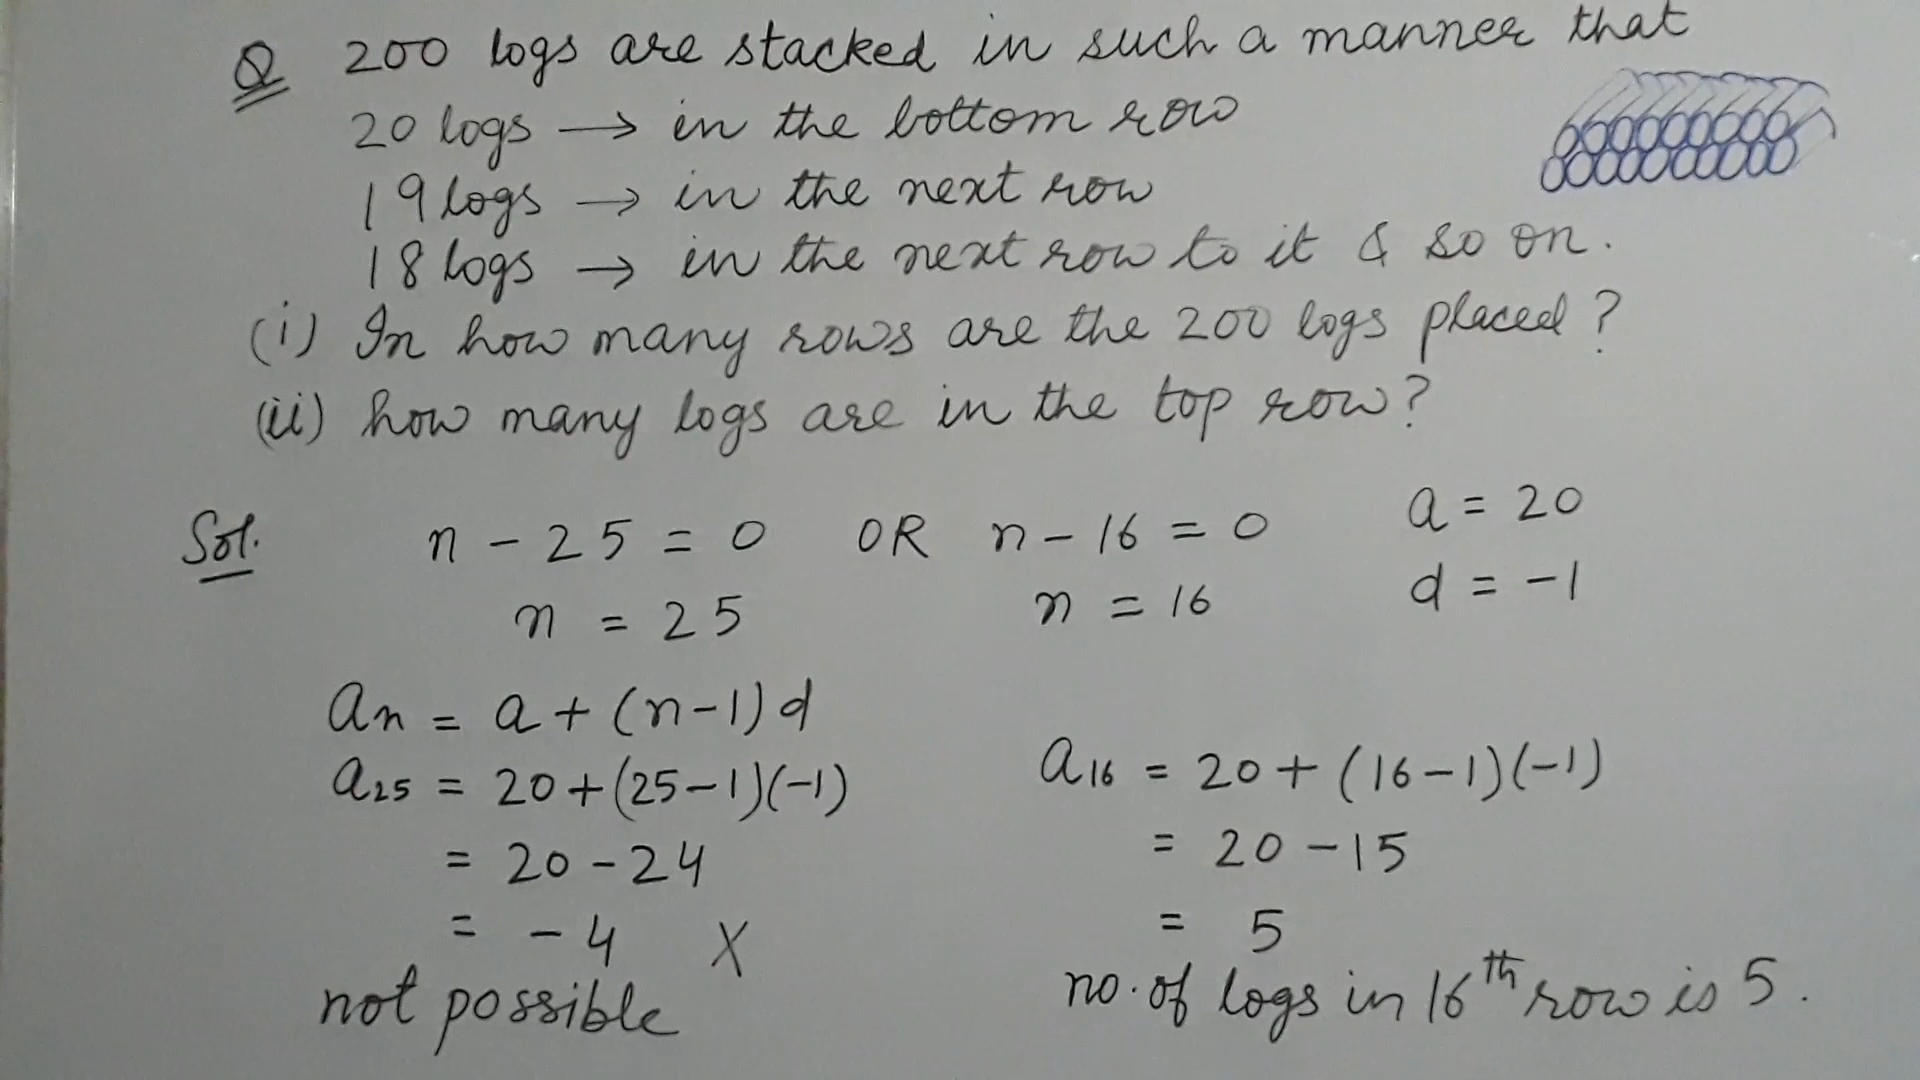 Q 200 logs are stacked in such a manner that
20 logs → in the bottom row
19 logs → in the next row
18 logs → in the next row to it & so on.
(i) In how many rows are the 200 logs placed?
(ii) how many logs are in the top row?
Sol. n - 25 = 0 OR n - 16 = 0 a = 20
n = 25 n = 16 d = -1
an = a + (n-1)d
a25 = 20+(25-1)(-1) a16 = 20+(16-1)(-1)
= 20-24 = 20-15
= -4 X = 5
not possible no. of logs in 16th row is 5.